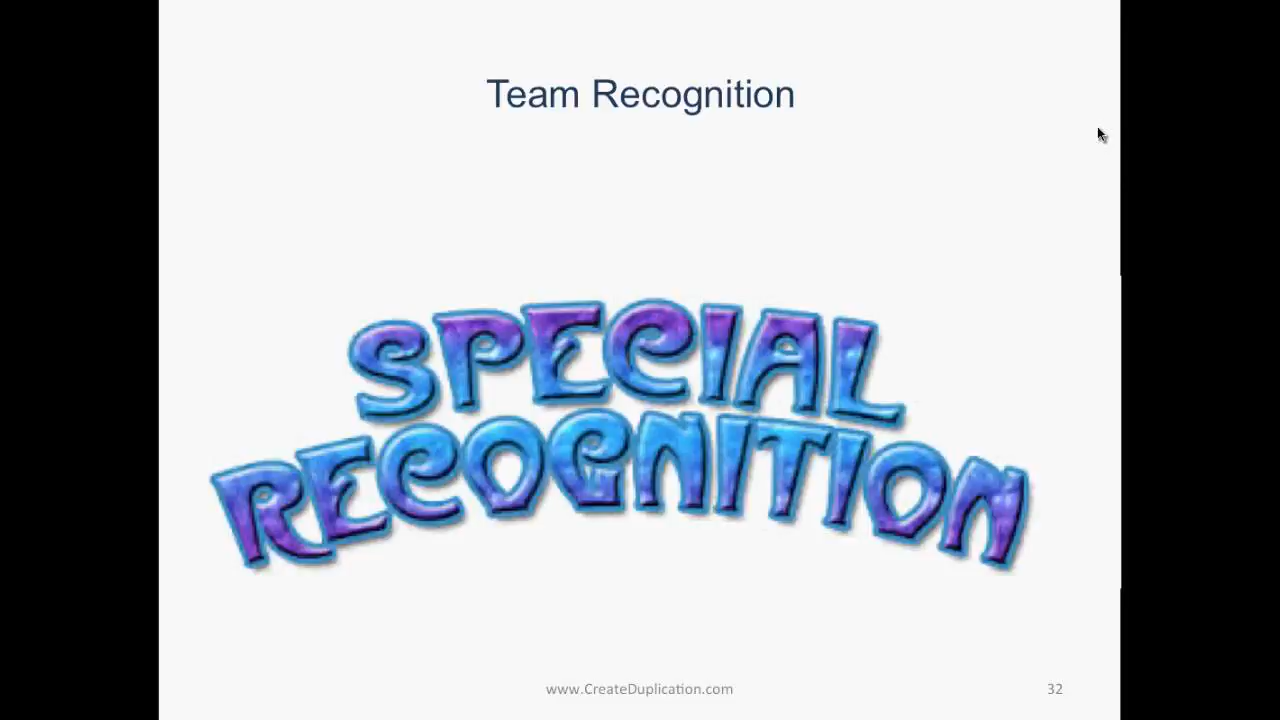 Team Recognition
SPECIAL
RECOGNITION
www.CreateDuplication.com
32